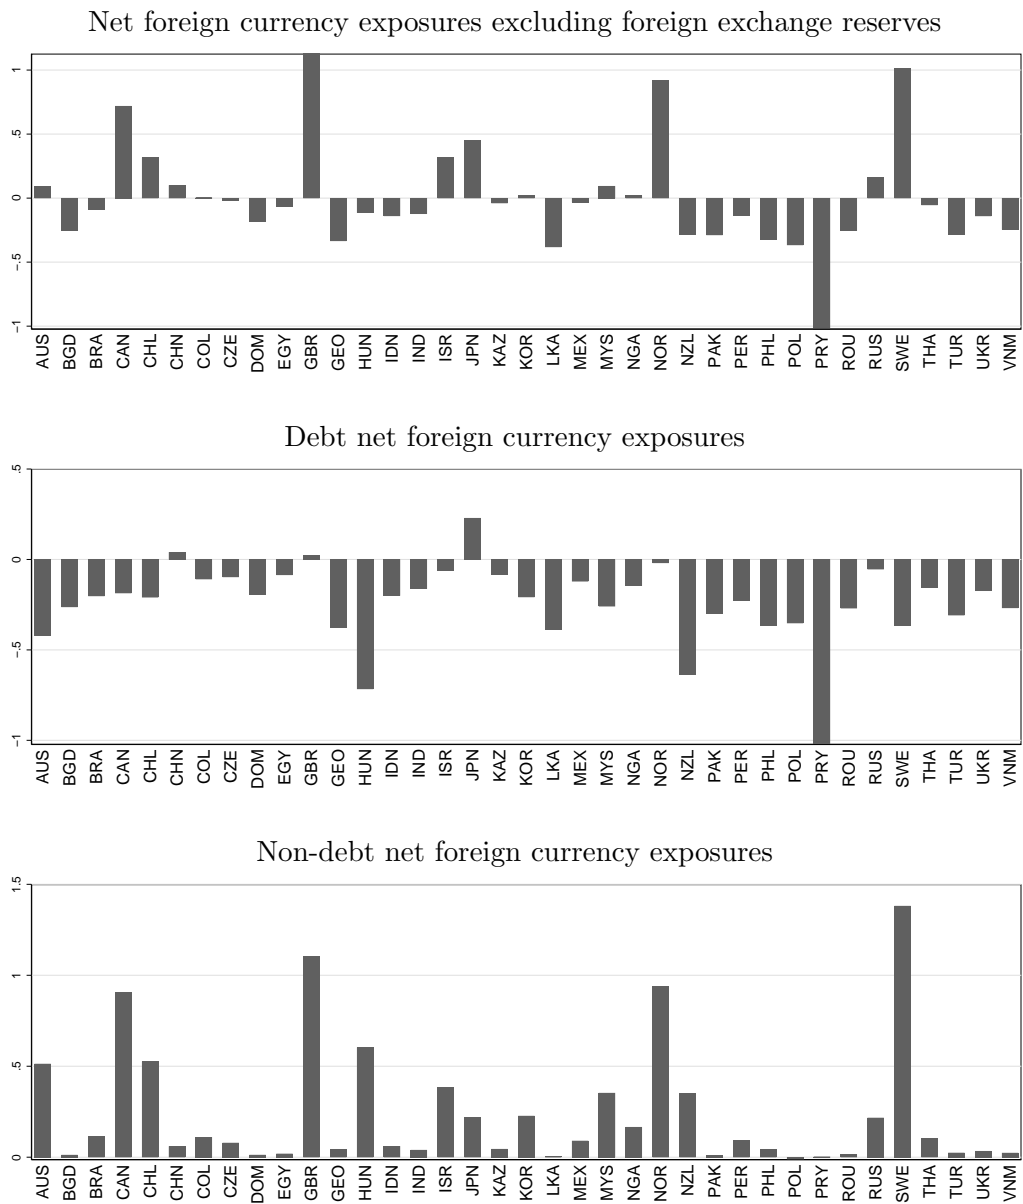 Net foreign currency exposures excluding foreign exchange reserves
1
.5
0
-.5
-1
AUS BGD BRA CAN CHL CHN COL CZE DOM EGY GBR GEO HUN IDN IND ISR JPN KAZ KOR LKA MEX MYS NGA NOR NZL PAK PER PHL POL PRY ROU RUS SWE THA TUR UKR VNM
Debt net foreign currency exposures
.5
0
-.5
-1
AUS BGD BRA CAN CHL CHN COL CZE DOM EGY GBR GEO HUN IDN IND ISR JPN KAZ KOR LKA MEX MYS NGA NOR NZL PAK PER PHL POL PRY ROU RUS SWE THA TUR UKR VNM
Non-debt net foreign currency exposures
1.5
1
.5
0
AUS BGD BRA CAN CHL CHN COL CZE DOM EGY GBR GEO HUN IDN IND ISR JPN KAZ KOR LKA MEX MYS NGA NOR NZL PAK PER PHL POL PRY ROU RUS SWE THA TUR UKR VNM